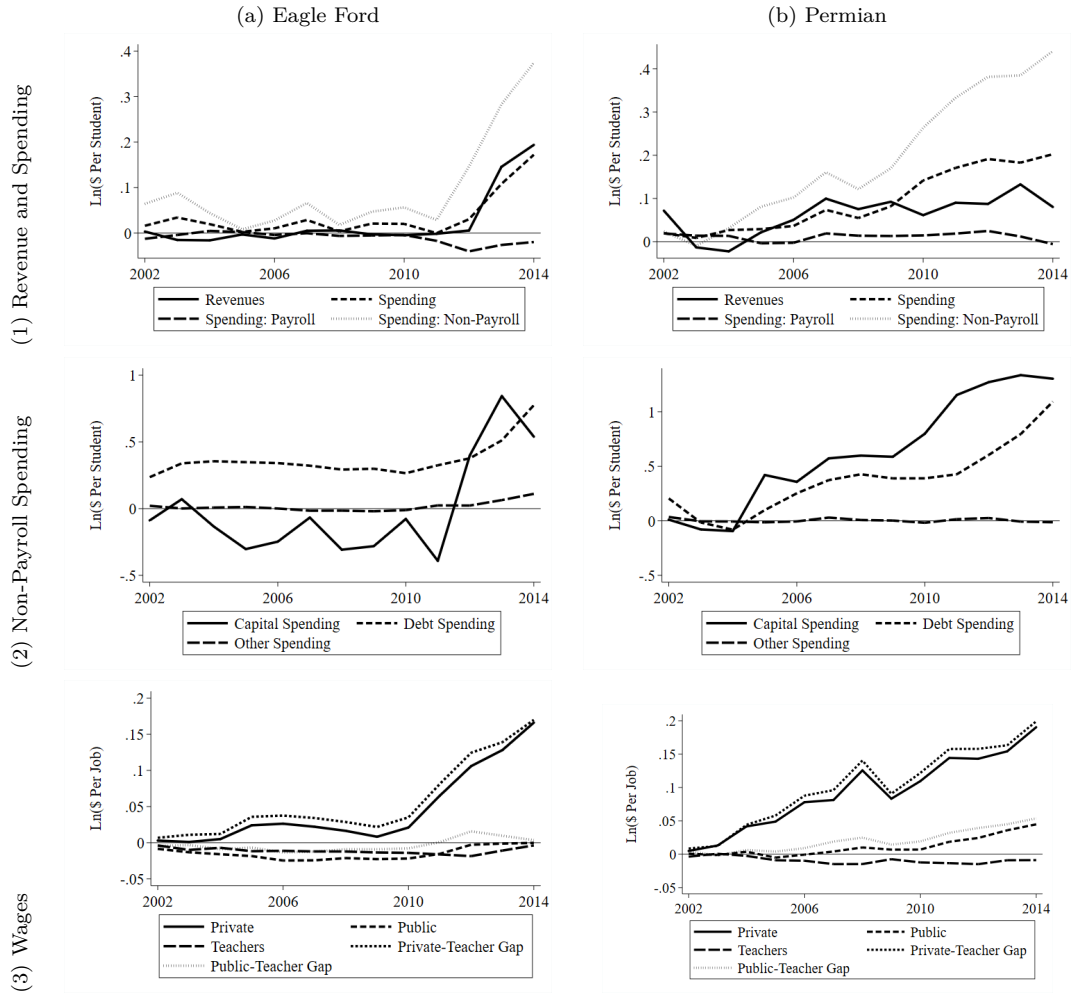 (a) Eagle Ford
(b) Permian
(1) Revenue and Spending
Ln($ Per Student)
.4
.3
.2
.1
0
2002 2006 2010 2014
Revenues Spending
Spending: Payroll Spending: Non-Payroll
Ln($ Per Student)
.4
.3
.2
.1
0
2002 2006 2010 2014
Revenues Spending
Spending: Payroll Spending: Non-Payroll
(2) Non-Payroll Spending
Ln($ Per Student)
1
.5
0
-.5
2002 2006 2010 2014
Capital Spending Debt Spending
Other Spending
Ln($ Per Student)
1
.5
0
-.5
2002 2006 2010 2014
Capital Spending Debt Spending
Other Spending
(3) Wages
Ln($ Per Job)
.2
.15
.1
.05
0
-.05
2002 2006 2010 2014
Private Public
Teachers Private-Teacher Gap
Public-Teacher Gap
Ln($ Per Job)
.2
.15
.1
.05
0
-.05
2002 2006 2010 2014
Private Public
Teachers Private-Teacher Gap
Public-Teacher Gap